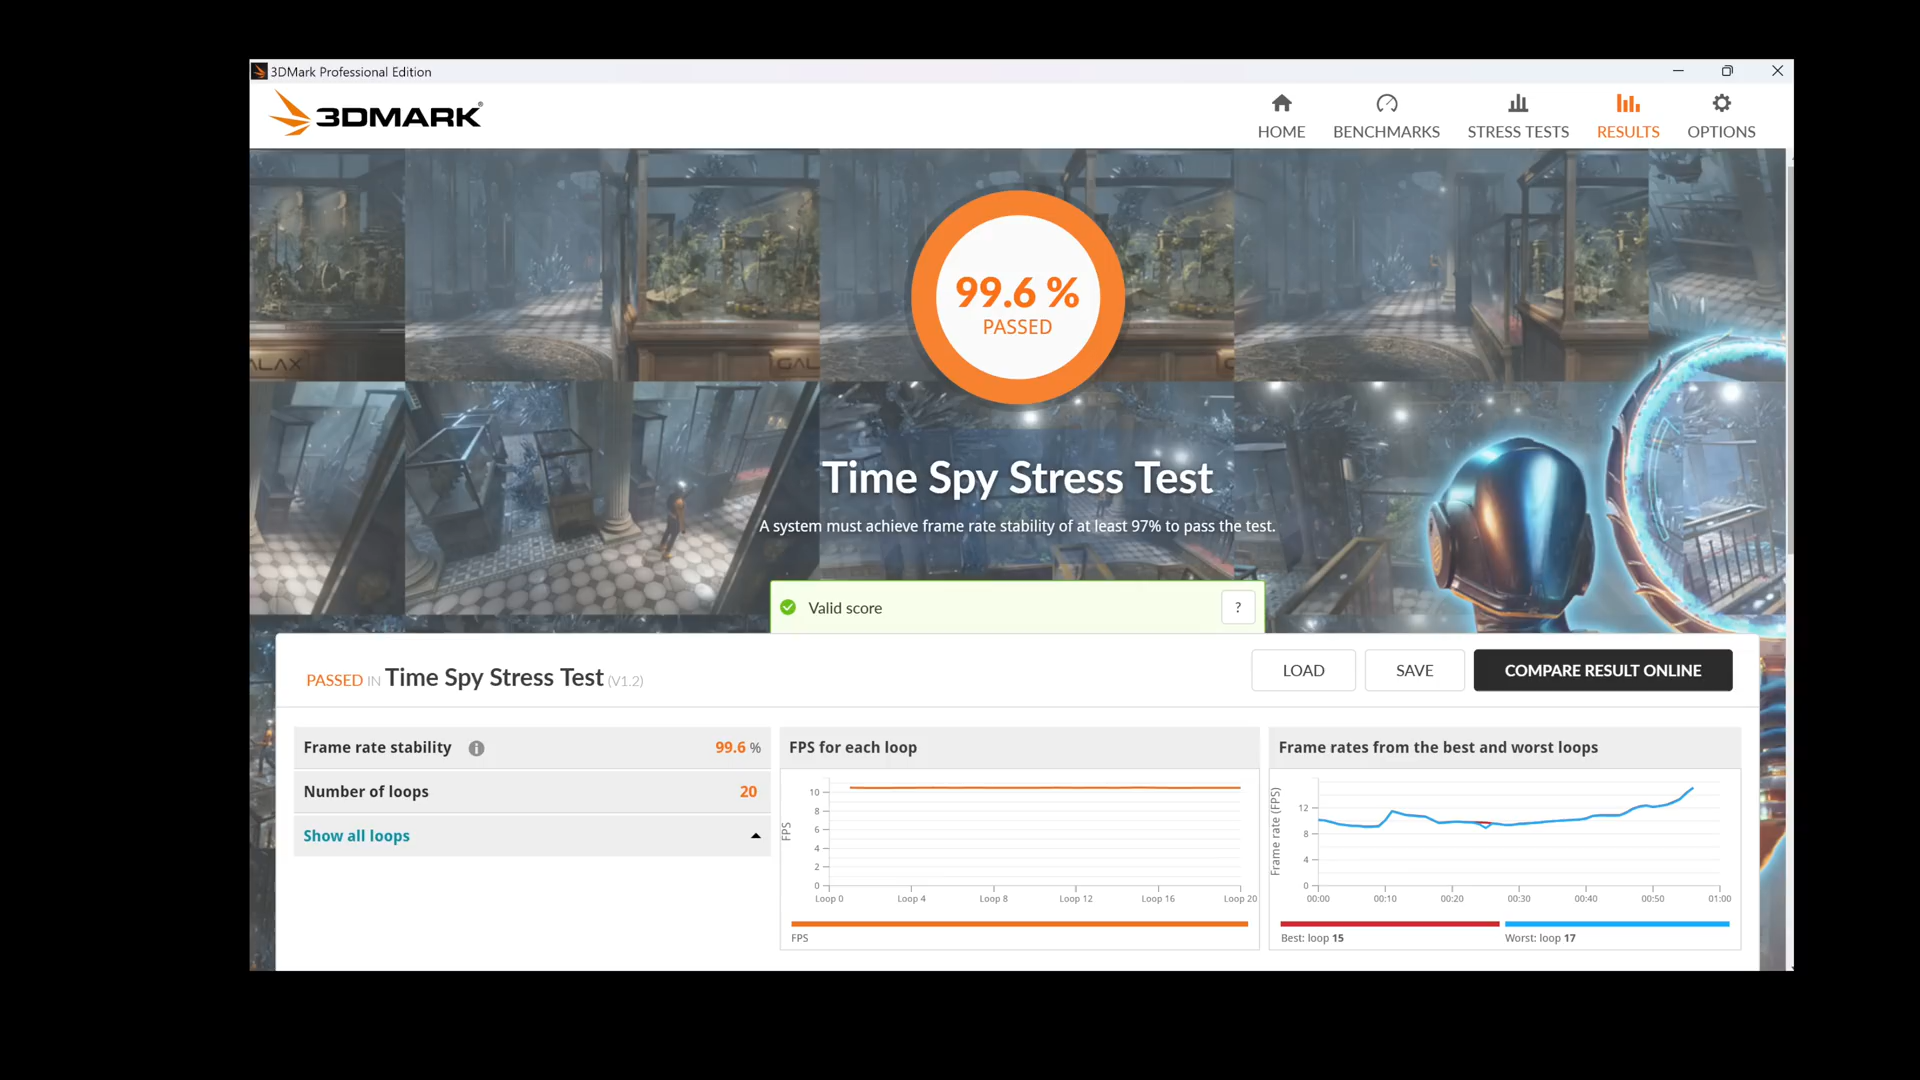 3DMark Professional Edition
3DMARK®
HOME
BENCHMARKS
STRESS TESTS
RESULTS
OPTIONS
ALAX
GAL
99.6 %
PASSED
Time Spy Stress Test
A system must achieve frame rate stability of at least 97% to pass the test.
Valid score
?
PASSED IN Time Spy Stress Test (V1.2)
LOAD
SAVE
COMPARE RESULT ONLINE
Frame rate stability i 99.6 %
Number of loops 20
Show all loops
FPS for each loop
FPS
10
8
6
4
2
0
Loop 0 Loop 4 Loop 8 Loop 12 Loop 16 Loop 20
FPS
Frame rates from the best and worst loops
Frame rate (FPS)
12
8
4
0
00:00 00:10 00:20 00:30 00:40 00:50 01:00
Best: loop 15
Worst: loop 17